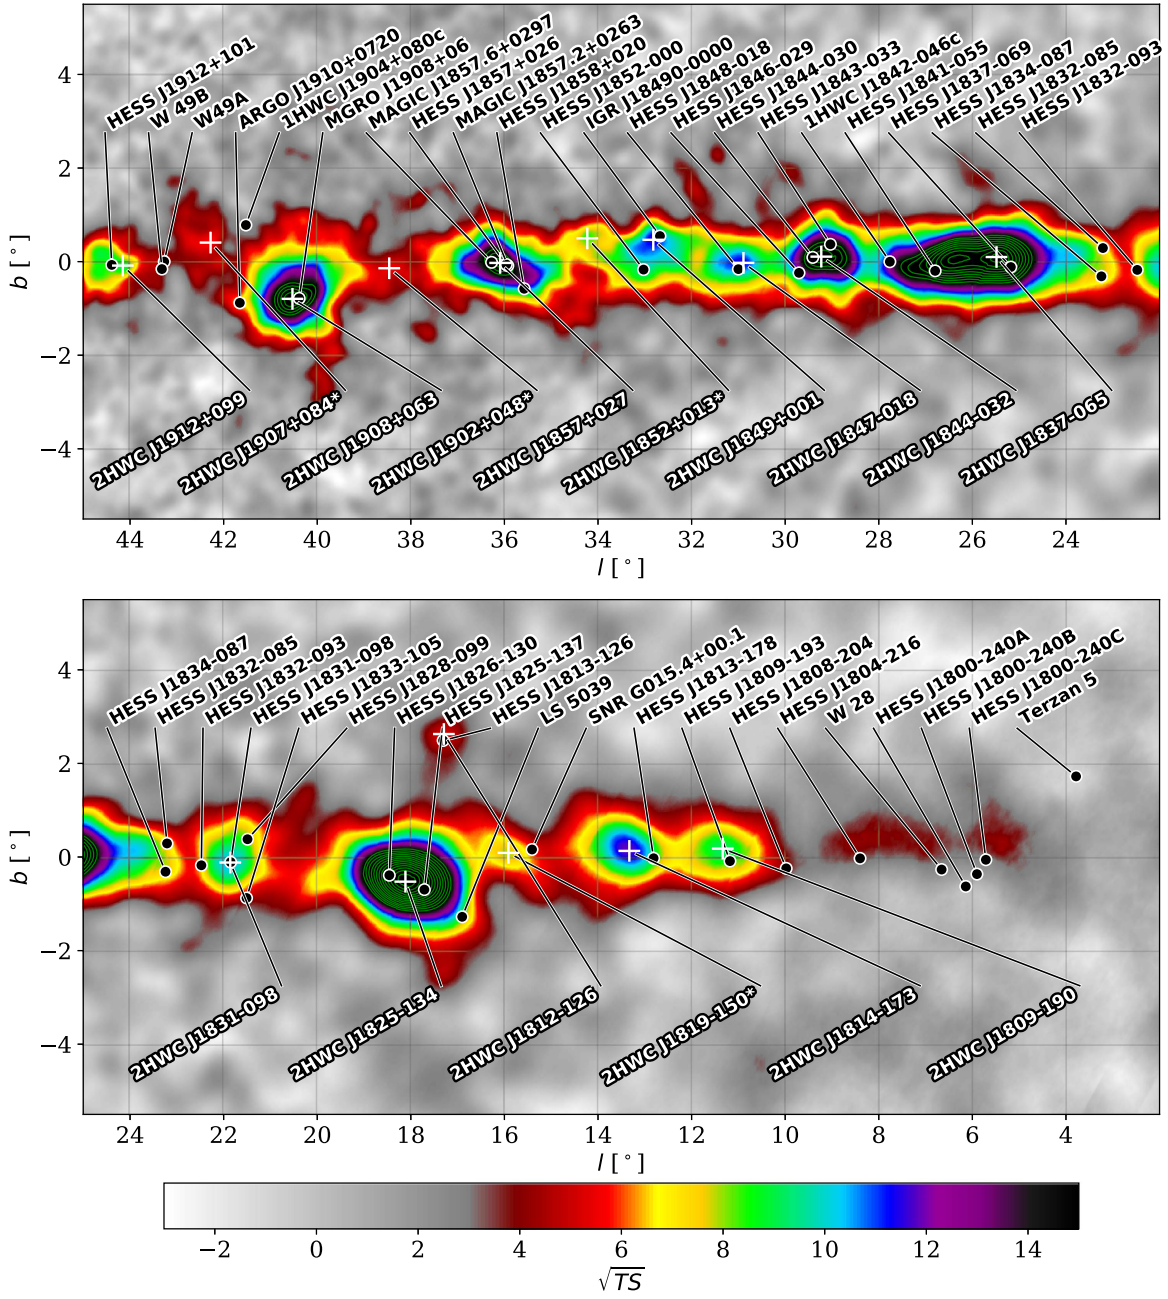 HESS J1912+101
W 49B
W49A
ARGO J1910+0720
1HWC J1904+080c
MGRO J1908+06
MAGIC J1857.6+0297
HESS J1857+026
MAGIC J1857.2+0263
HESS J1858+020
HESS J1852-000
IGR J18490-0000
HESS J1848-018
HESS J1846-029
HESS J1844-030
HESS J1843-033
1HWC J1842-046c
HESS J1841-055
HESS J1837-069
HESS J1834-087
HESS J1832-085
HESS J1832-093
4
2
0
−2
−4
b [°]
2HWC J1912+099
2HWC J1907+084*
2HWC J1908+063
2HWC J1902+048*
2HWC J1857+027
2HWC J1852+013*
2HWC J1849+001
2HWC J1847-018
2HWC J1844-032
2HWC J1837-065
44 42 40 38 36 34 32 30 28 26 24
l [°]
HESS J1834-087
HESS J1832-085
HESS J1832-093
HESS J1831-098
HESS J1833-105
HESS J1828-099
HESS J1826-130
HESS J1825-137
HESS J1813-126
LS 5039
SNR G015.4+00.1
HESS J1813-178
HESS J1809-193
HESS J1808-204
HESS J1804-216
W 28
HESS J1800-240A
HESS J1800-240B
HESS J1800-240C
Terzan 5
4
2
0
−2
−4
b [°]
2HWC J1831-098
2HWC J1825-134
2HWC J1812-126
2HWC J1819-150*
2HWC J1814-173
2HWC J1809-190
24 22 20 18 16 14 12 10 8 6 4
l [°]
−2 0 2 4 6 8 10 12 14
√TS